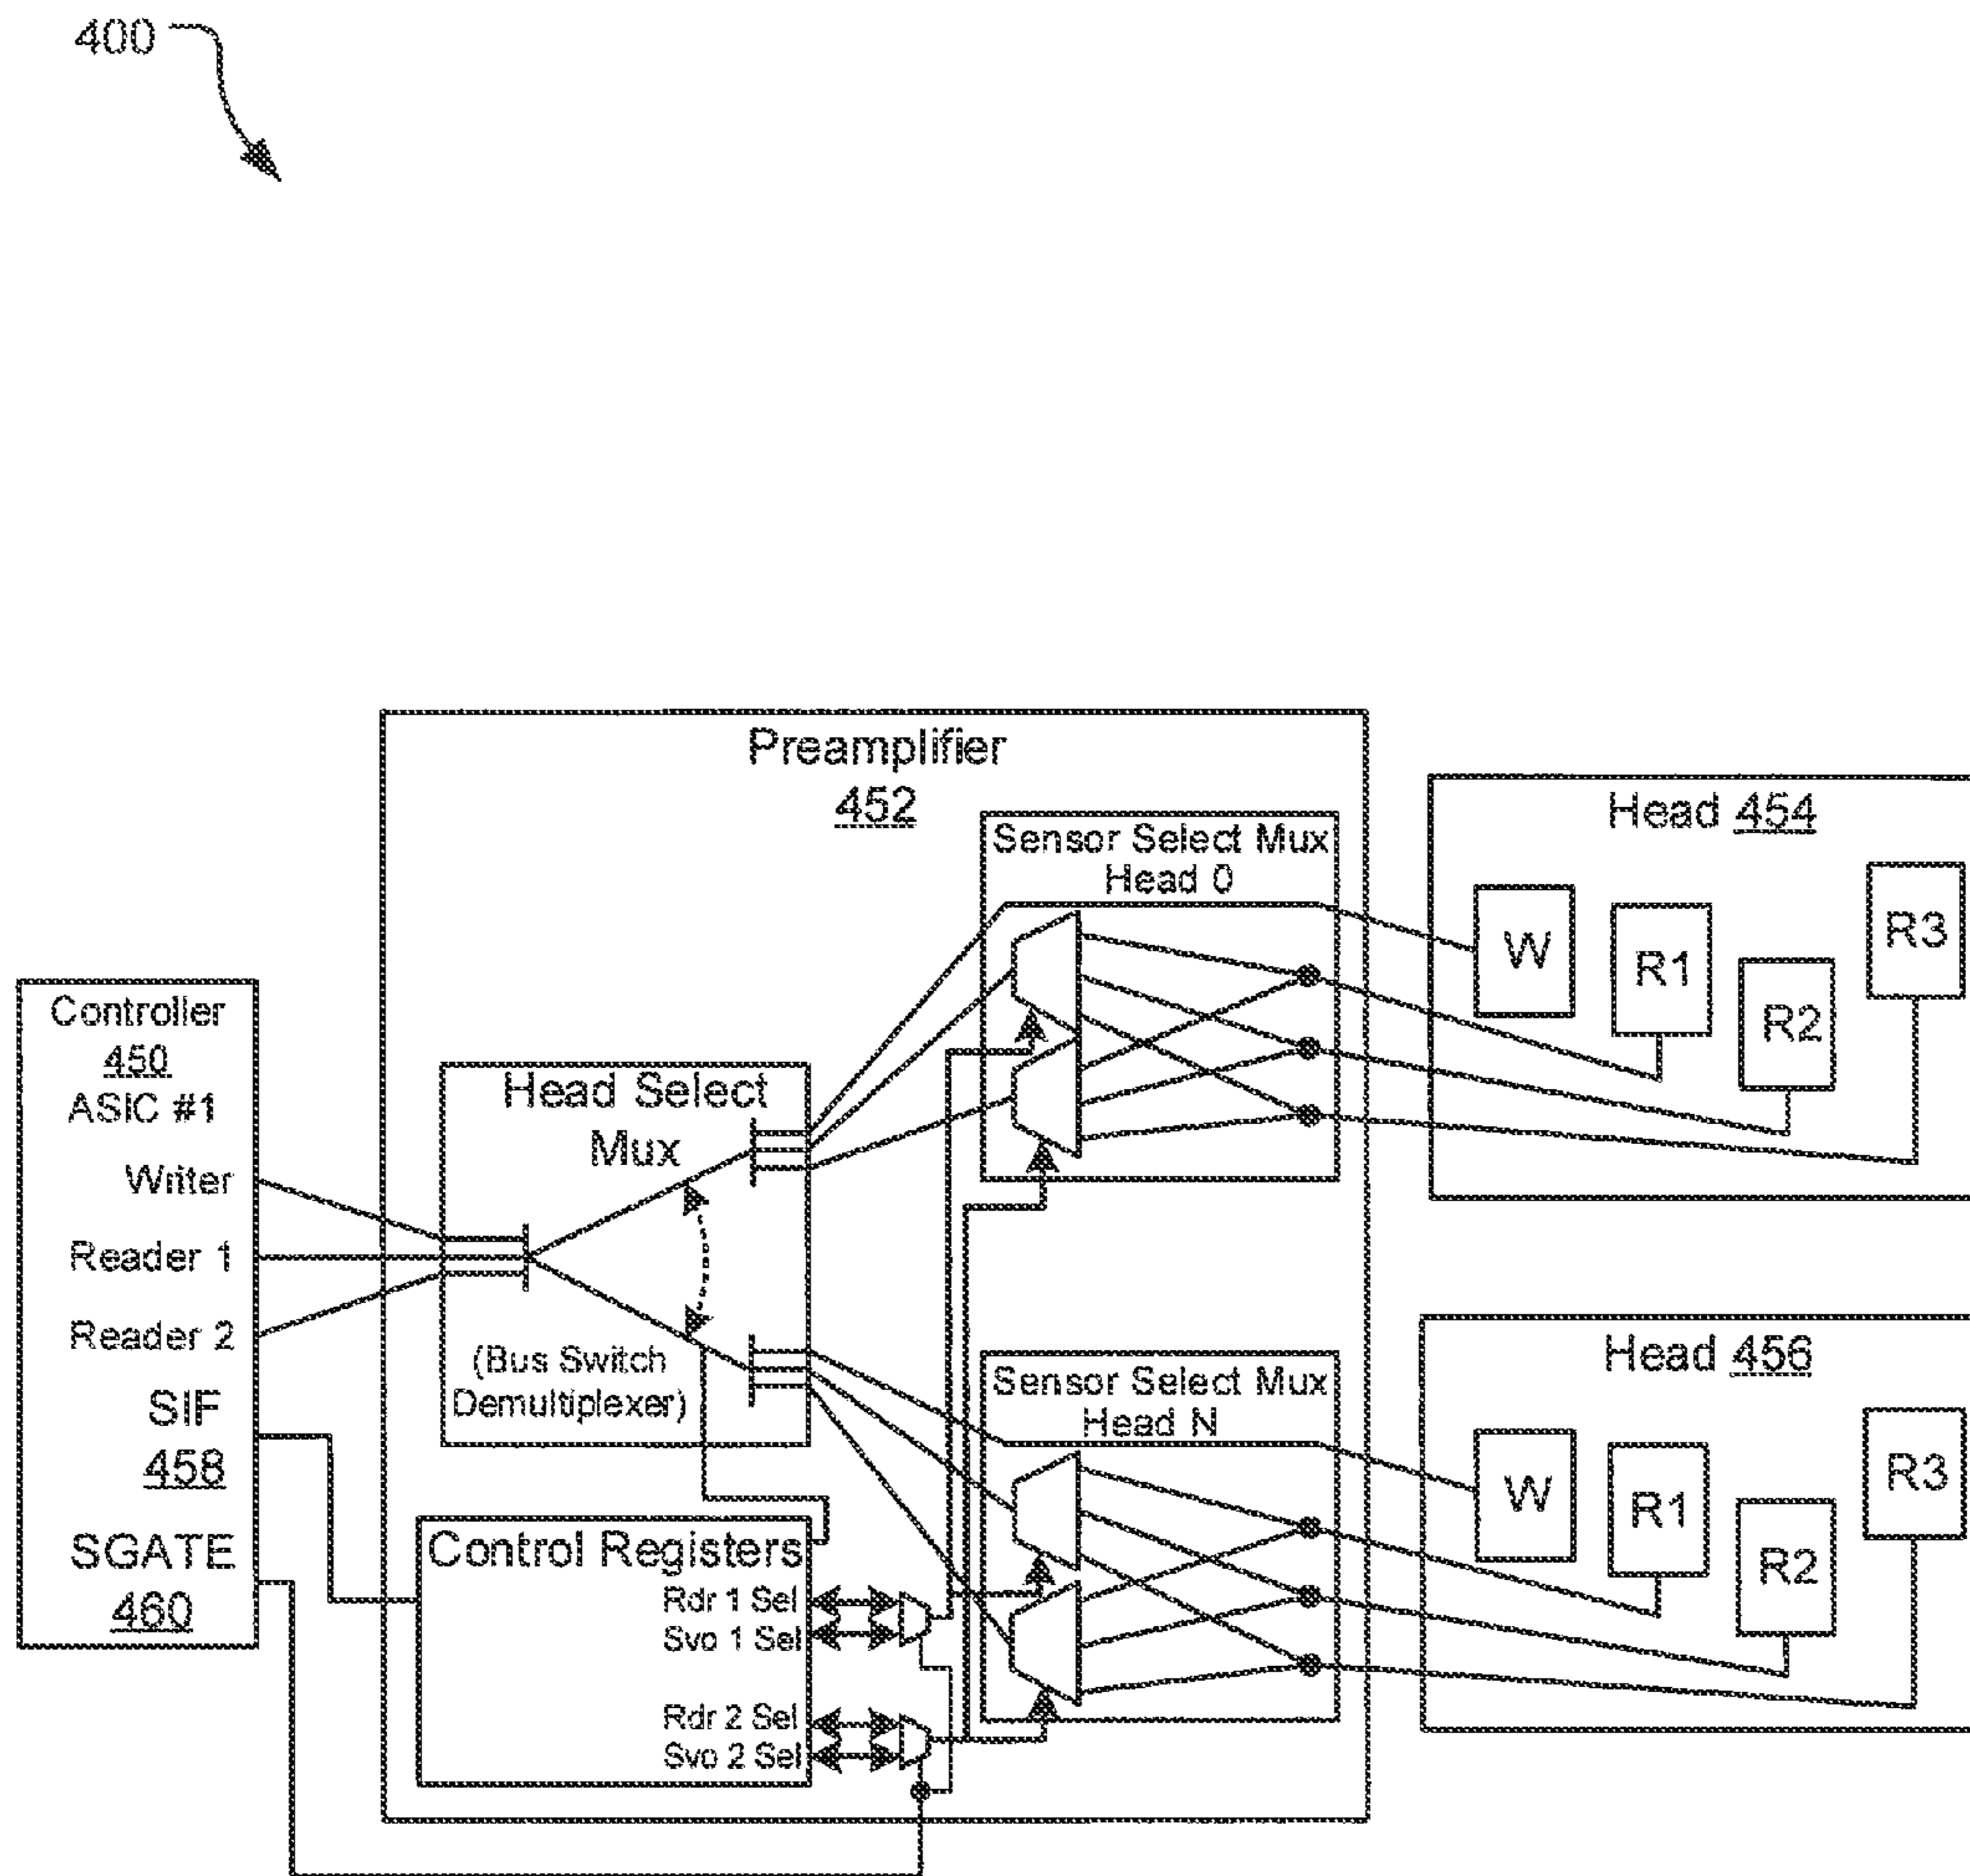 400
Preamplifier
452
Sensor Select Mux
Head 0
Head 454
W
R1
R2
R3
Controller
450
ASIC #1
Writer
Reader 1
Reader 2
SIF
458
SGATE
460
Head Select
Mux
(Bus Switch
Demultiplexer)
Control Registers
Rdr 1 Sel
Svo 1 Sel
Rdr 2 Sel
Svo 2 Sel
Sensor Select Mux
Head N
Head 456
W
R1
R2
R3